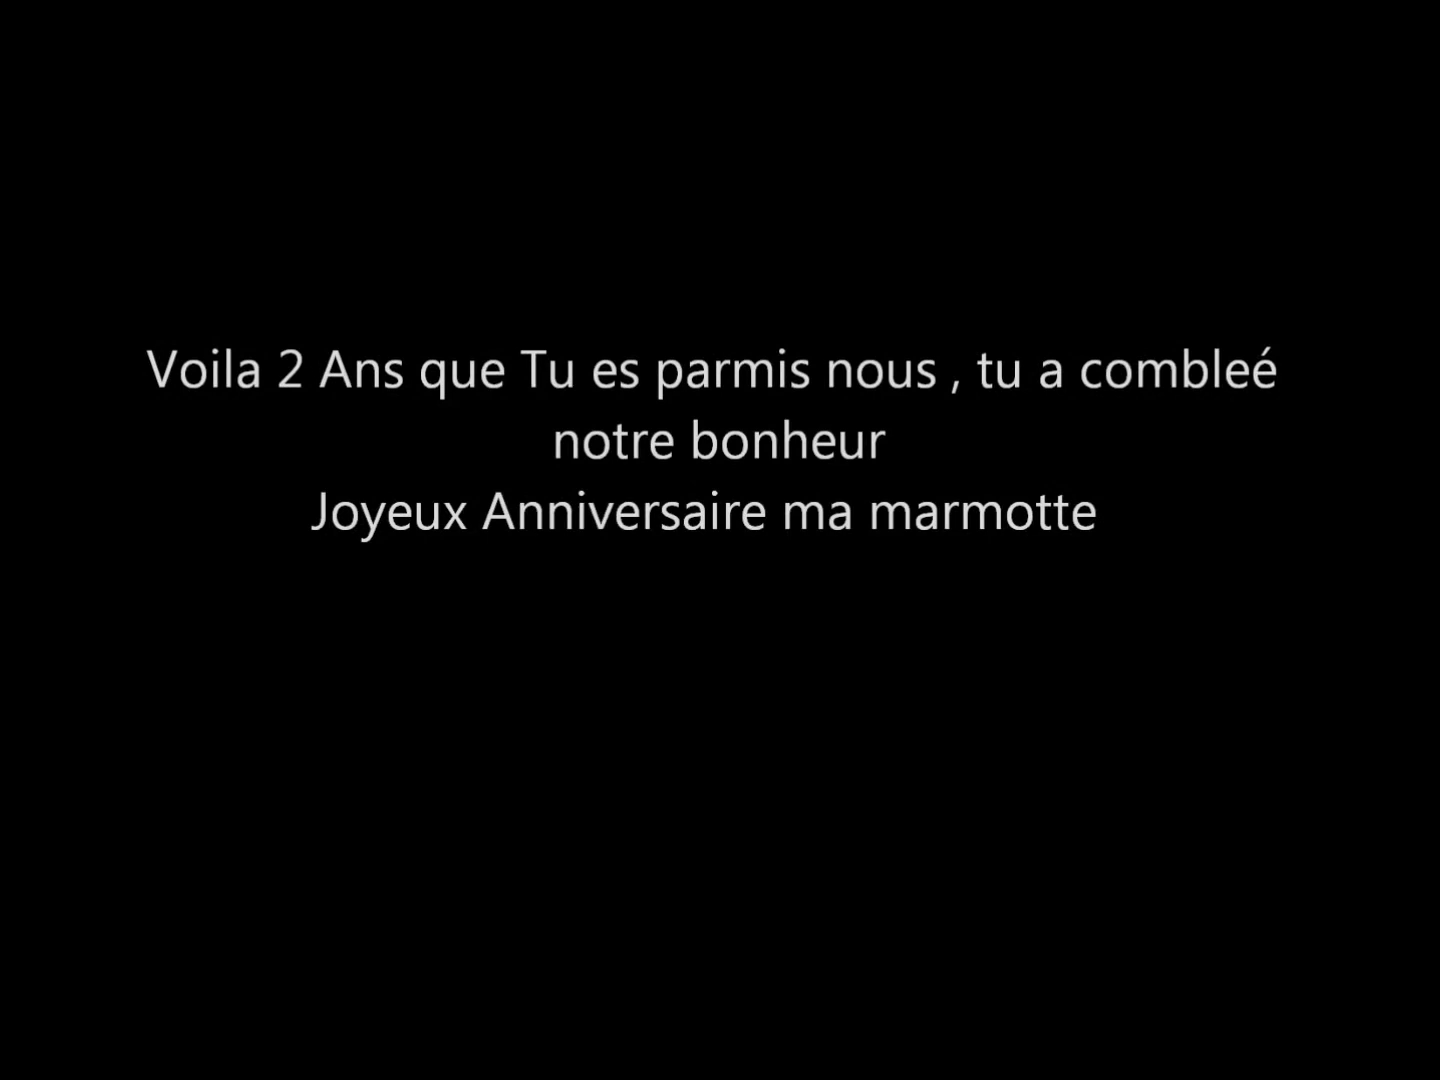 Voila 2 Ans que Tu es parmis nous , tu a combleé
notre bonheur
Joyeux Anniversaire ma marmotte